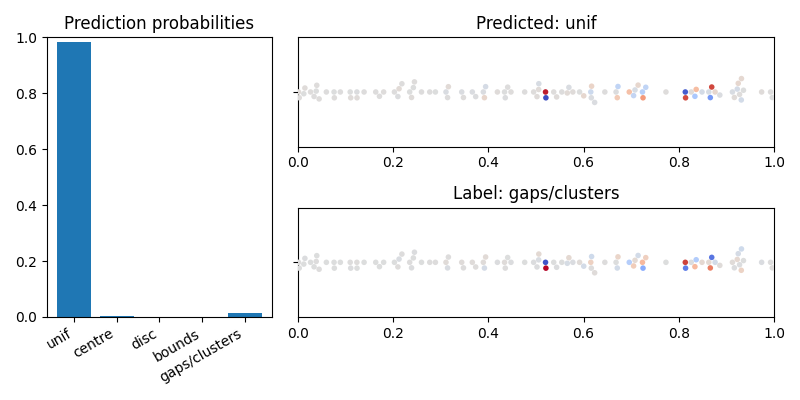 Prediction probabilities
1.0
0.8
0.6
0.4
0.2
0.0
unif
centre
disc
bounds
gaps/clusters
Predicted: unif
0.0 0.2 0.4 0.6 0.8 1.0
Label: gaps/clusters
0.0 0.2 0.4 0.6 0.8 1.0